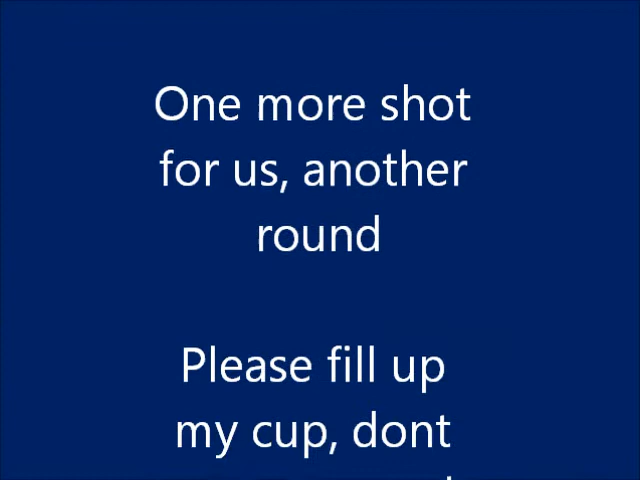 One more shot
for us, another
round
Please fill up
my cup, dont